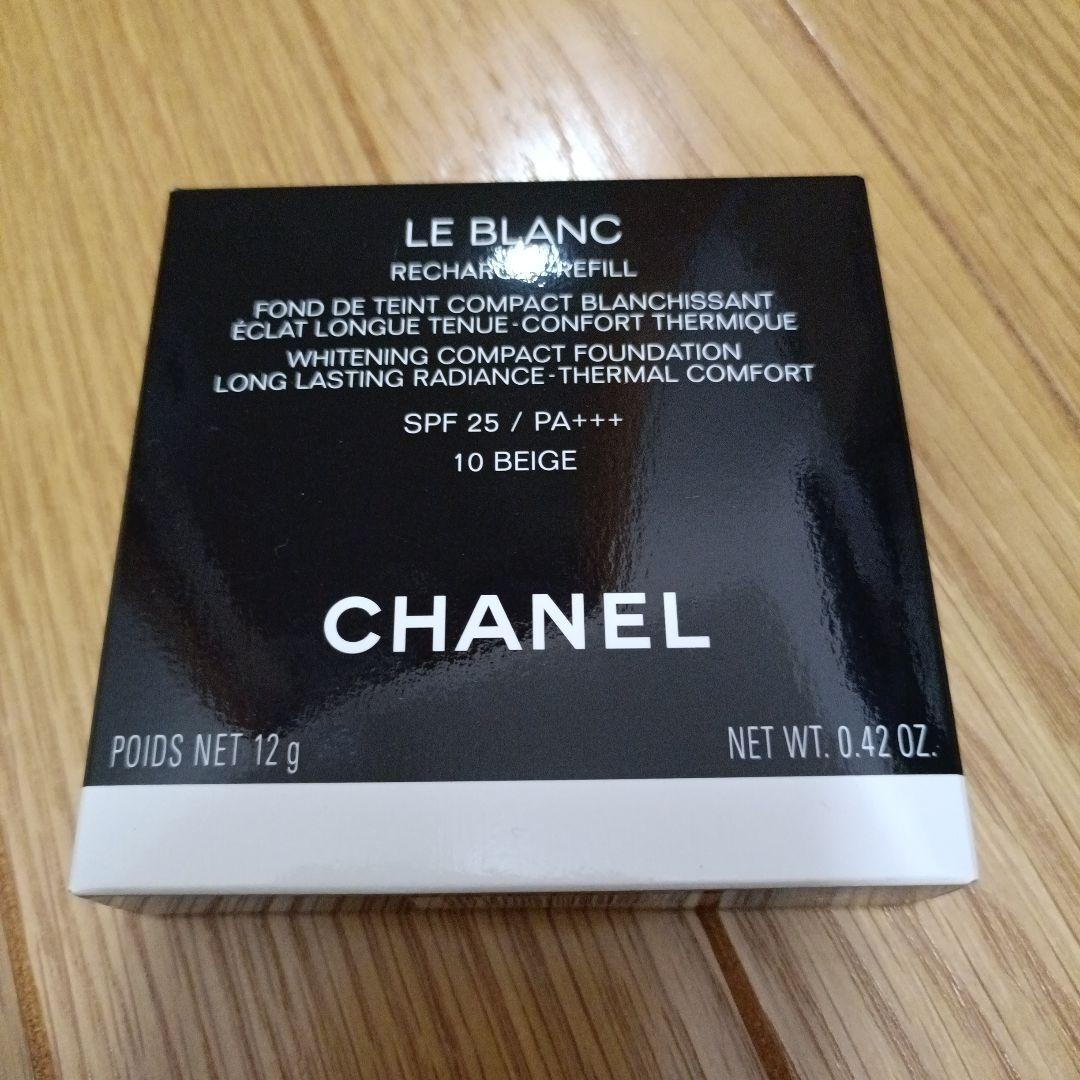 LE BLANC
RECHARGE REFILL
FOND DE TEINT COMPACT BLANCHISSANT
ÉCLAT LONGUE TENUE-CONFORT THERMIQUE
WHITENING COMPACT FOUNDATION
LONG LASTING RADIANCE-THERMAL COMFORT
SPF 25 / PA+++
10 BEIGE
CHANEL
POIDS NET 12 g
NET WT. 0.42 OZ.